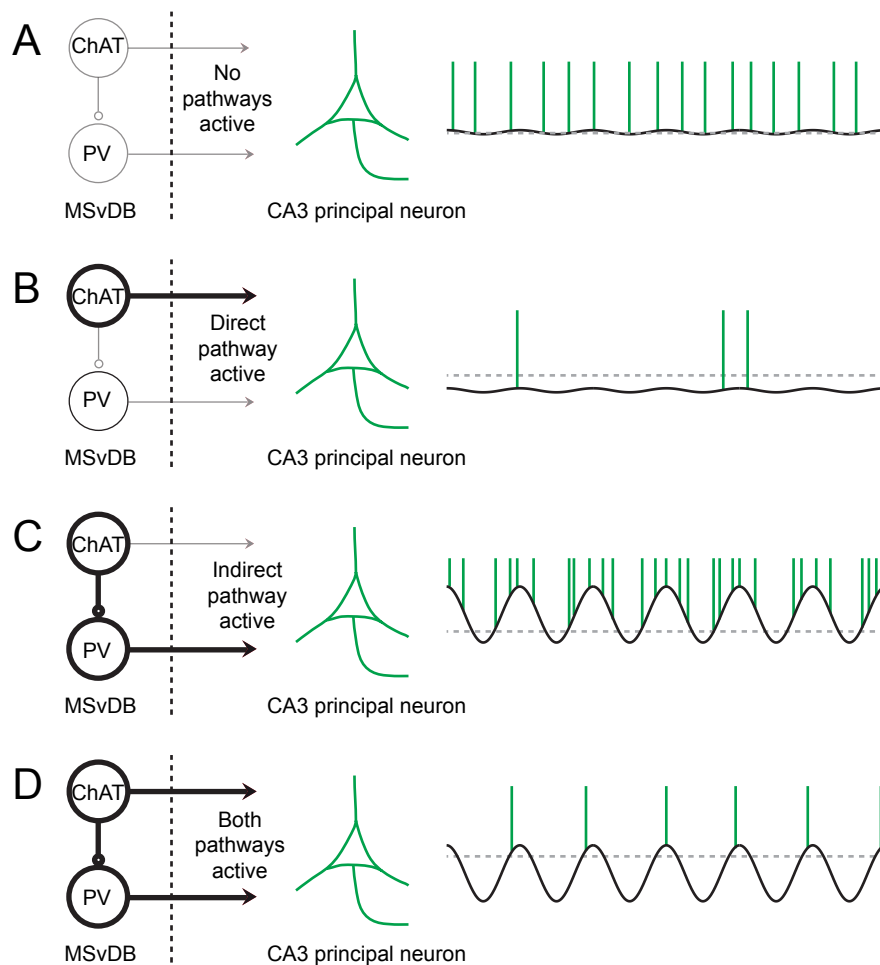 A
ChAT
No
pathways
active
PV
MSvDB
CA3 principal neuron
B
ChAT
Direct
pathway
active
PV
MSvDB
CA3 principal neuron
C
ChAT
Indirect
pathway
active
PV
MSvDB
CA3 principal neuron
D
ChAT
Both
pathways
active
PV
MSvDB
CA3 principal neuron